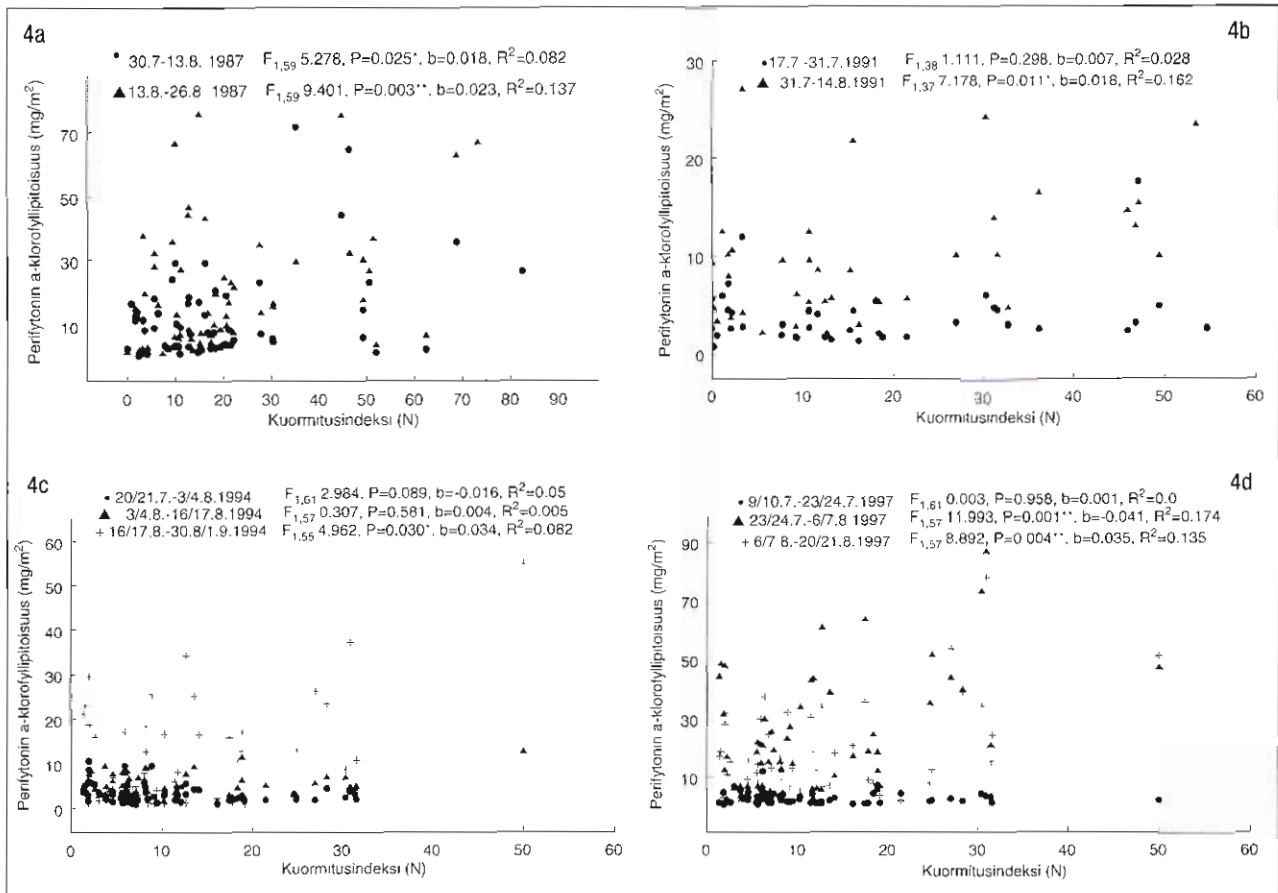 4a
• 30.7-13.8. 1987 F1,59 5.278, P=0.025*, b=0.018, R²=0.082
▲ 13.8.-26.8 1987 F1,59 9.401, P=0.003**, b=0.023, R²=0.137
Perifytonin a-klorofyllipitoisuus (mg/m²)
70
50
30
10
0 10 20 30 40 50 60 70 80 90
Kuormitusindeksi (N)
4b
• 17.7-31.7.1991 F1,38 1.111, P=0.298, b=0.007, R²=0.028
▲ 31.7-14.8.1991 F1,37 7.178, P=0.011*, b=0.018, R²=0.162
Perifytonin a-klorofyllipitoisuus (mg/m²)
30
20
10
0
0 10 20 30 40 50 60
Kuormitusindeksi (N)
4c
• 20/21.7.-3/4.8.1994 F1,61 2.984, P=0.089, b=-0.016, R²=0.05
▲ 3/4.8.-16/17.8.1994 F1,57 0.307, P=0.581, b=0.004, R²=0.005
+ 16/17.8.-30.8/1.9.1994 F1,55 4.962, P=0.030*, b=0.034, R²=0.082
Perifytonin a-klorofyllipitoisuus (mg/m²)
60
50
40
30
20
10
0
0 10 20 30 40 50 60
Kuormitusindeksi (N)
4d
• 9/10.7.-23/24.7.1997 F1,61 0.003, P=0.958, b=0.001, R²=0.0
▲ 23/24.7.-6/7.8 1997 F1,57 11.993, P=0.001**, b=-0.041, R²=0.174
+ 6/7 8.-20/21.8.1997 F1,57 8.892, P=0 004**, b=0.035, R²=0.135
Perifytonin a-klorofyllipitoisuus (mg/m²)
90
70
50
30
10
0 10 20 30 40 50 60
Kuormitusindeksi (N)